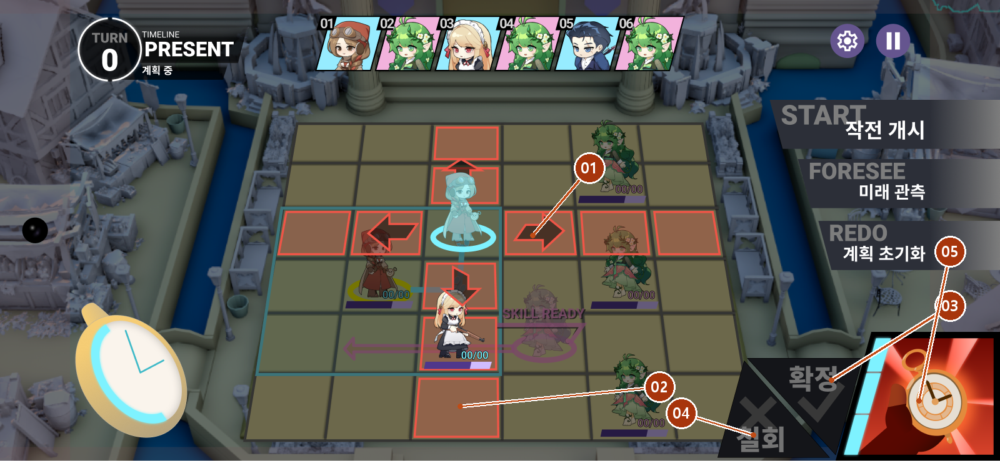 TURN
0
TIMELINE
PRESENT
계획 중
01
02
03
04
05
06
START
작전 개시
FORESEE
미래 관측
REDO
계획 초기화
01
05
03
00/00
00/00
00/00
SKILL READY
00/00
02
04
00/00
확정
철회